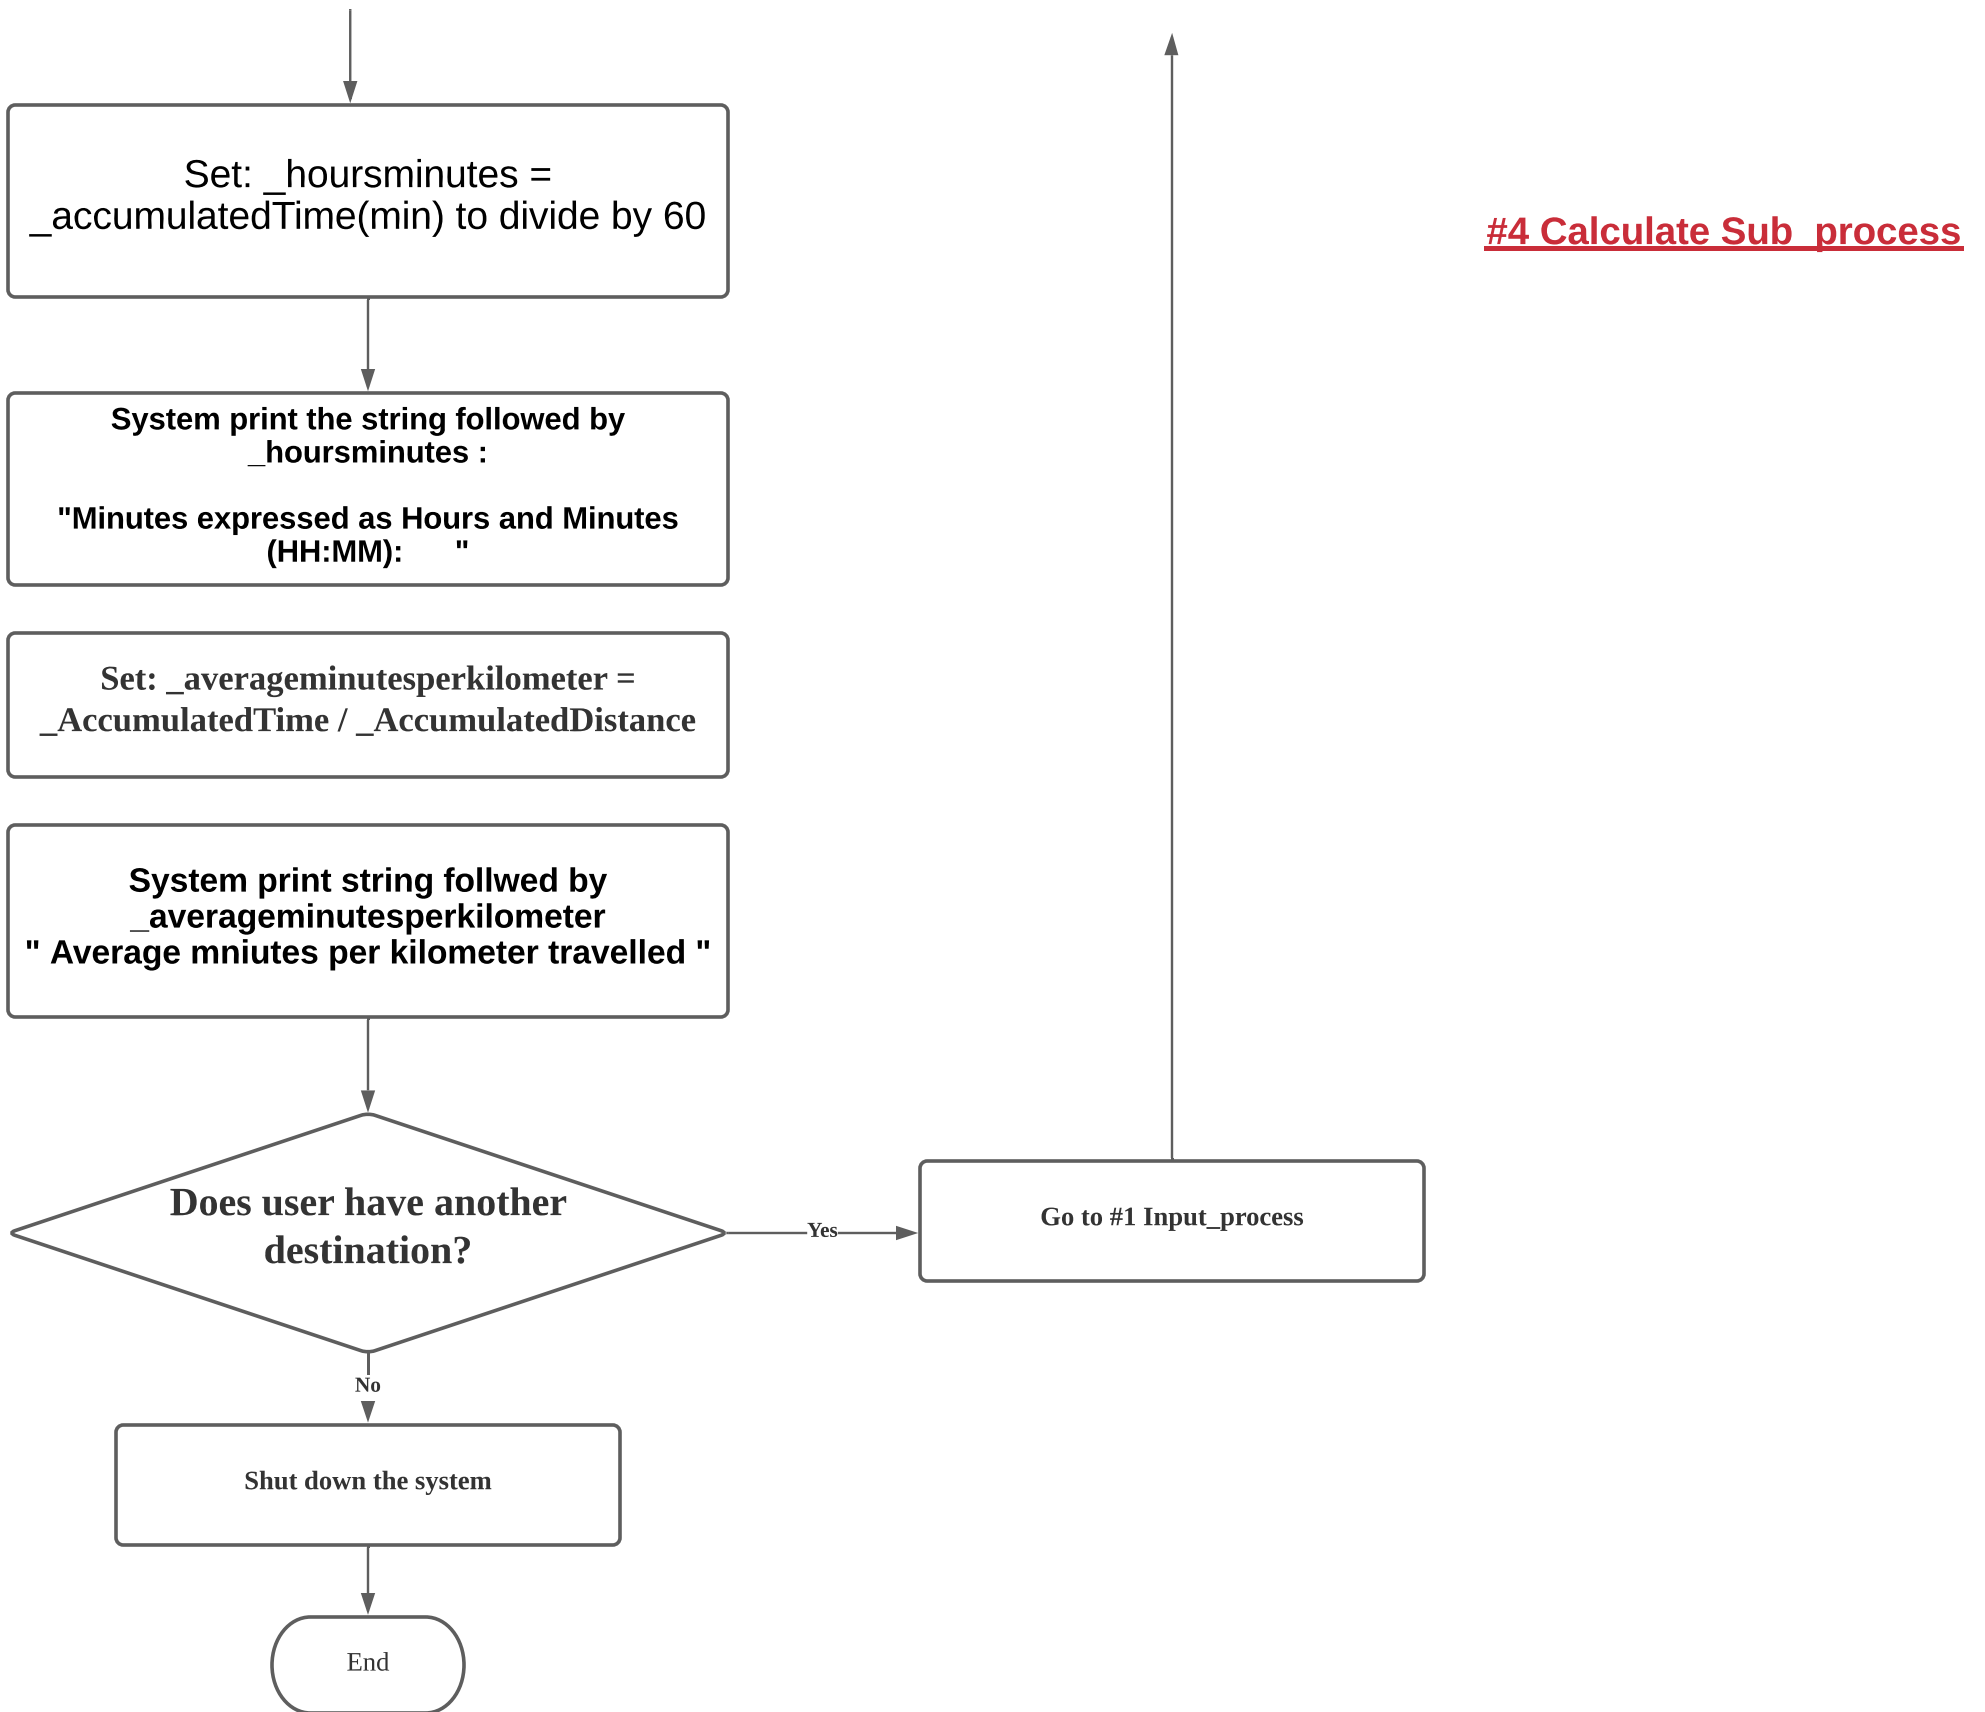 Set: _hoursminutes =
_accumulatedTime(min) to divide by 60
#4 Calculate Sub_process
System print the string followed by
_hoursminutes :
"Minutes expressed as Hours and Minutes
(HH:MM):      "
Set: _averageminutesperkilometer =
_AccumulatedTime / _AccumulatedDistance
System print string follwed by
_averageminutesperkilometer
" Average mniutes per kilometer travelled "
Does user have another
destination?
Yes
Go to #1 Input_process
No
Shut down the system
End